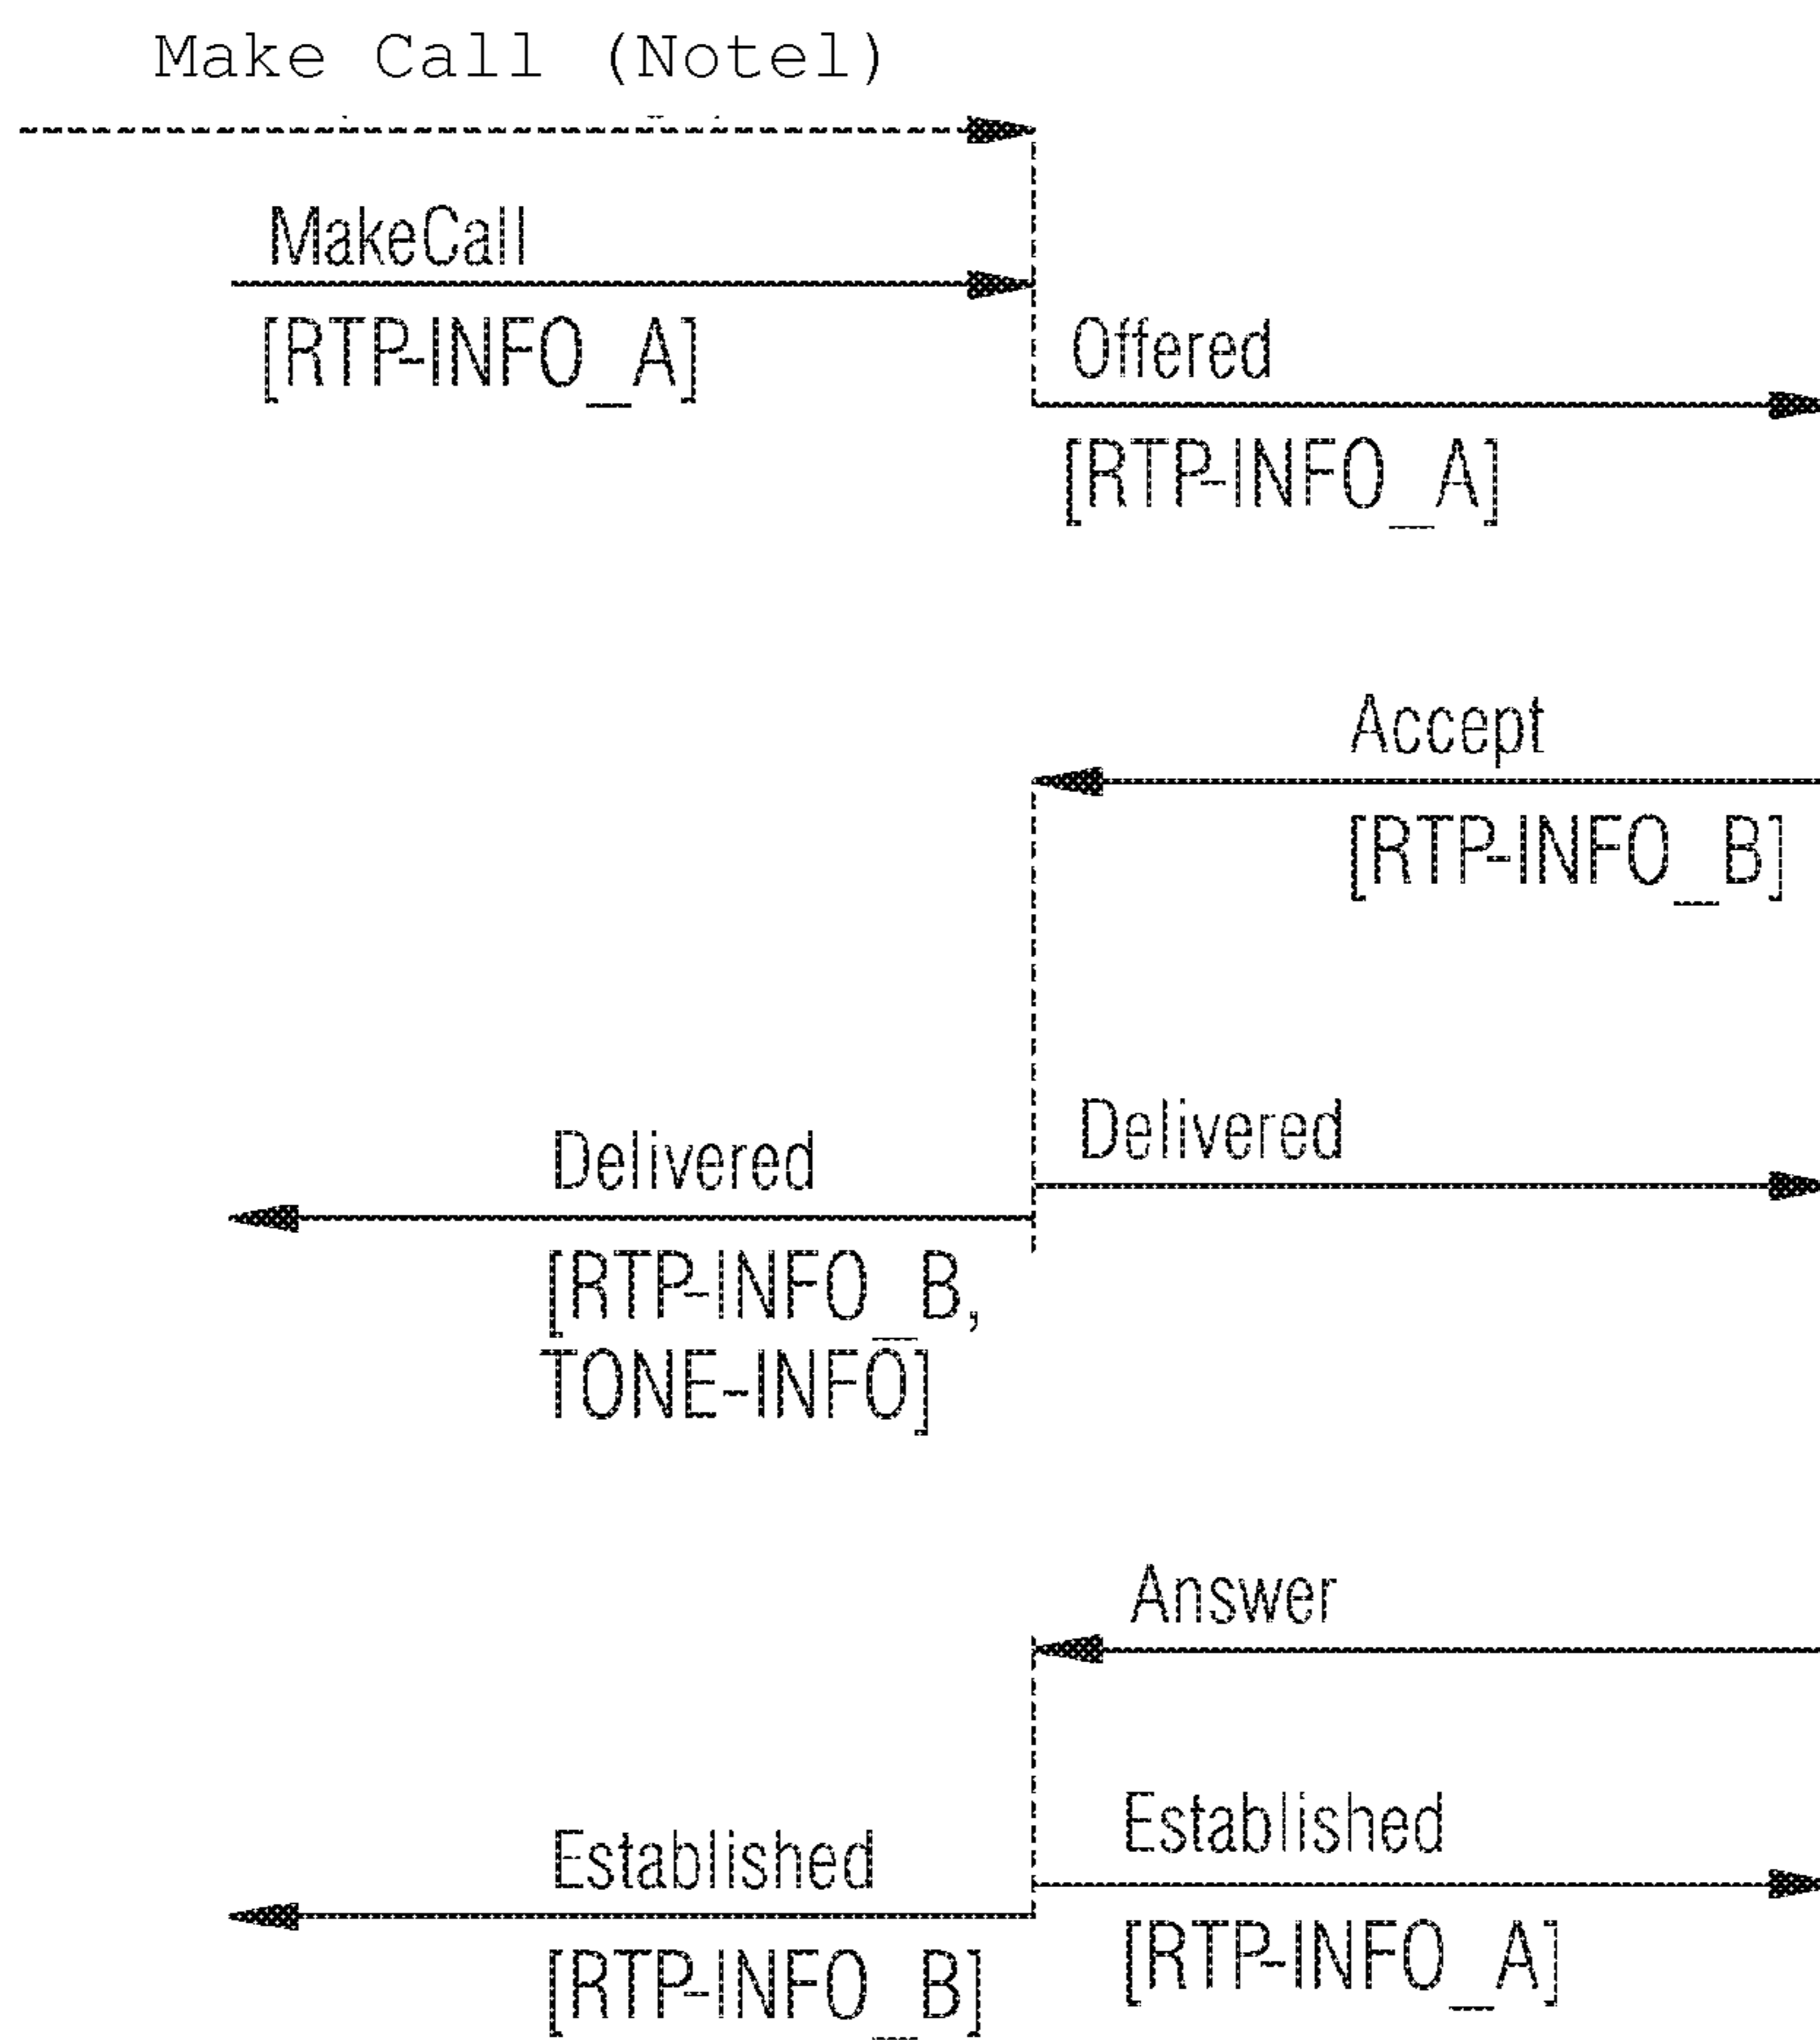 Make Call (Notel)
MakeCall
[RTP-INFO_A]
Offered
[RTP-INFO_A]
Accept
[RTP-INFO_B]
Delivered
Delivered
[RTP-INFO_B,
TONE-INFO]
Answer
Established
Established
[RTP-INFO_A]
[RTP-INFO_B]